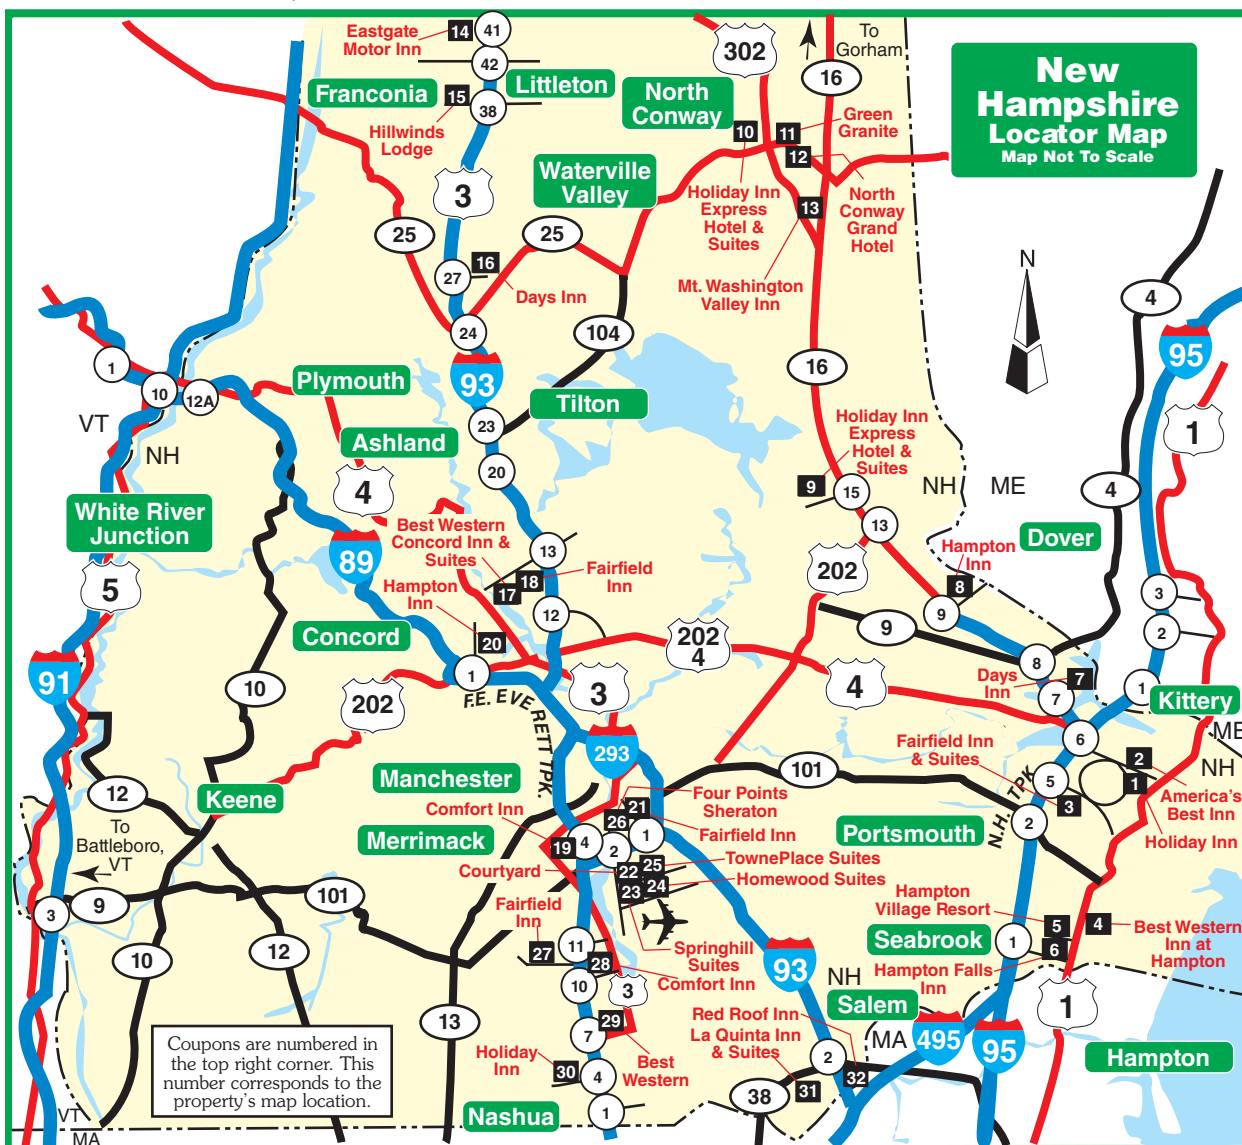 New
Hampshire
Locator Map
Map Not To Scale
Eastgate
Motor Inn
14
41
42
Littleton
Franconia
15
38
Hillwinds
Lodge
3
302
To
Gorham
16
North
Conway
10
11
Green
Granite
12
Waterville
Valley
Holiday Inn
Express
Hotel &
Suites
13
North
Conway
Grand
Hotel
Mt. Washington
Valley Inn
25
25
27
16
Days Inn
24
104
N
4
95
1
10
12A
VT
NH
Plymouth
93
Tilton
16
1
Ashland
23
20
4
Holiday Inn
Express
Hotel &
Suites
9
15
13
NH
ME
4
Dover
White River
Junction
5
89
Best Western
Concord Inn &
Suites
13
18
17
Fairfield
Inn
Hampton
Inn
20
12
202
Hampton
Inn
8
9
9
3
2
Concord
1
202
4
8
Days
Inn
7
7
1
Kittery
ME
91
10
202
F.E. EVERETT TPK.
3
4
6
NH
293
Manchester
101
Fairfield Inn
& Suites
5
3
2
1
America's
Best Inn
Holiday Inn
N.H. TPK
12
Keene
To
Battleboro,
VT
Comfort Inn
Merrimack
19
4
26
21
Four Points
Sheraton
2
1
Fairfield Inn
Portsmouth
2
Courtyard
22
25
TownePlace Suites
23
24
Homewood Suites
3
9
101
Fairfield
Inn
27
11
Springhill
Suites
Hampton
Village Resort
5
4
Best Western
Inn at
Hampton
Seabrook
1
6
Hampton Falls
Inn
10
12
28
Comfort Inn
10
3
93
NH
Salem
1
13
29
7
Best
Western
Red Roof Inn
La Quinta Inn
& Suites
MA
495
95
Hampton
Coupons are numbered in
the top right corner. This
number corresponds to the
property's map location.
Holiday
Inn
30
4
2
31
32
38
Nashua
1
VT
MA